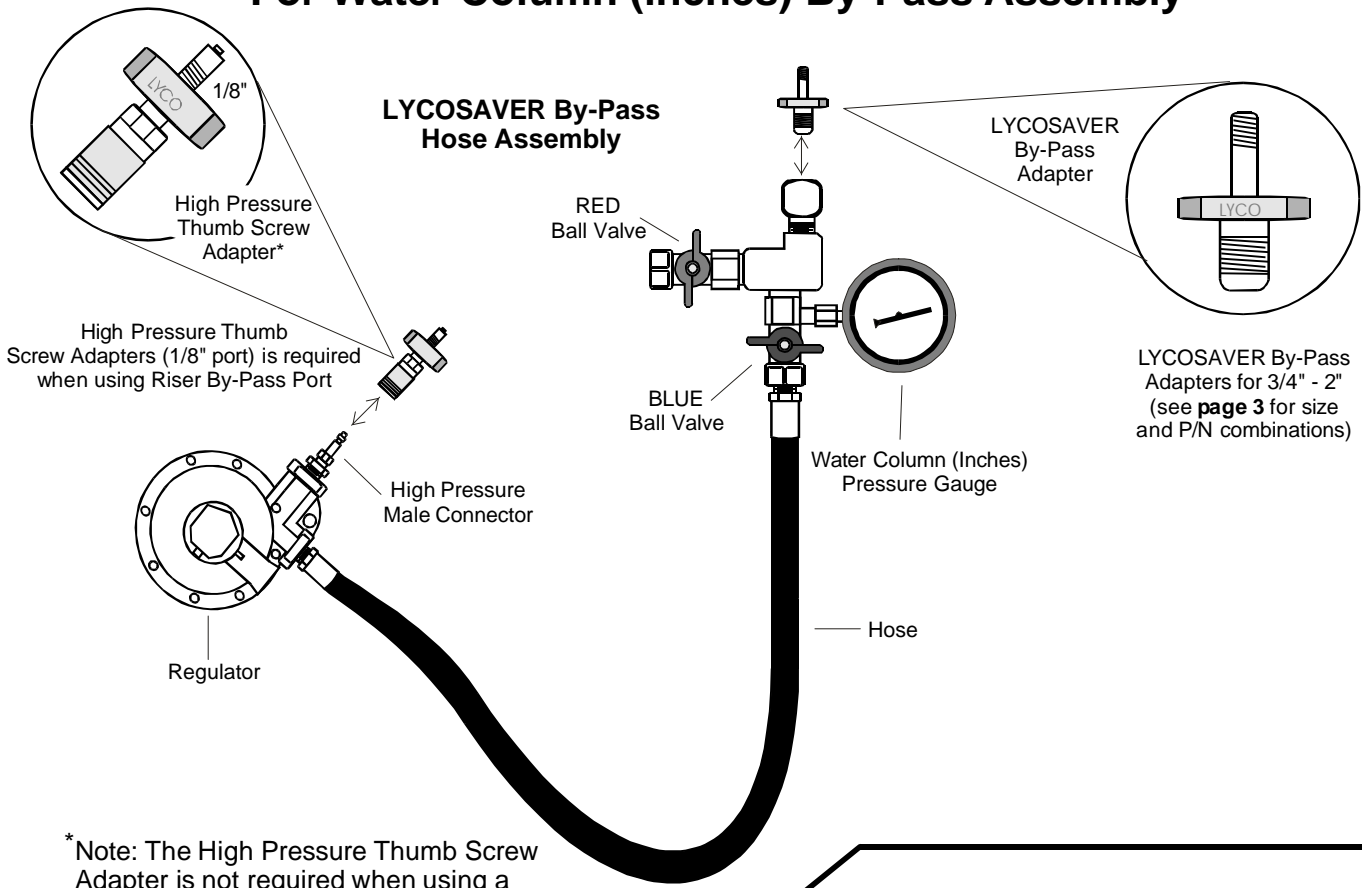 For Water Column (Inches) By-Pass Assembly
LYCO
1/8"
High Pressure
Thumb Screw
Adapter*
LYCOSAVER By-Pass
Hose Assembly
LYCOSAVER
By-Pass
Adapter
LYCO
RED
Ball Valve
High Pressure Thumb
Screw Adapters (1/8" port) is required
when using Riser By-Pass Port
BLUE
Ball Valve
LYCOSAVER By-Pass
Adapters for 3/4" - 2"
(see page 3 for size
and P/N combinations)
Water Column (Inches)
Pressure Gauge
High Pressure
Male Connector
Hose
Regulator
*Note: The High Pressure Thumb Screw
Adapter is not required when using a